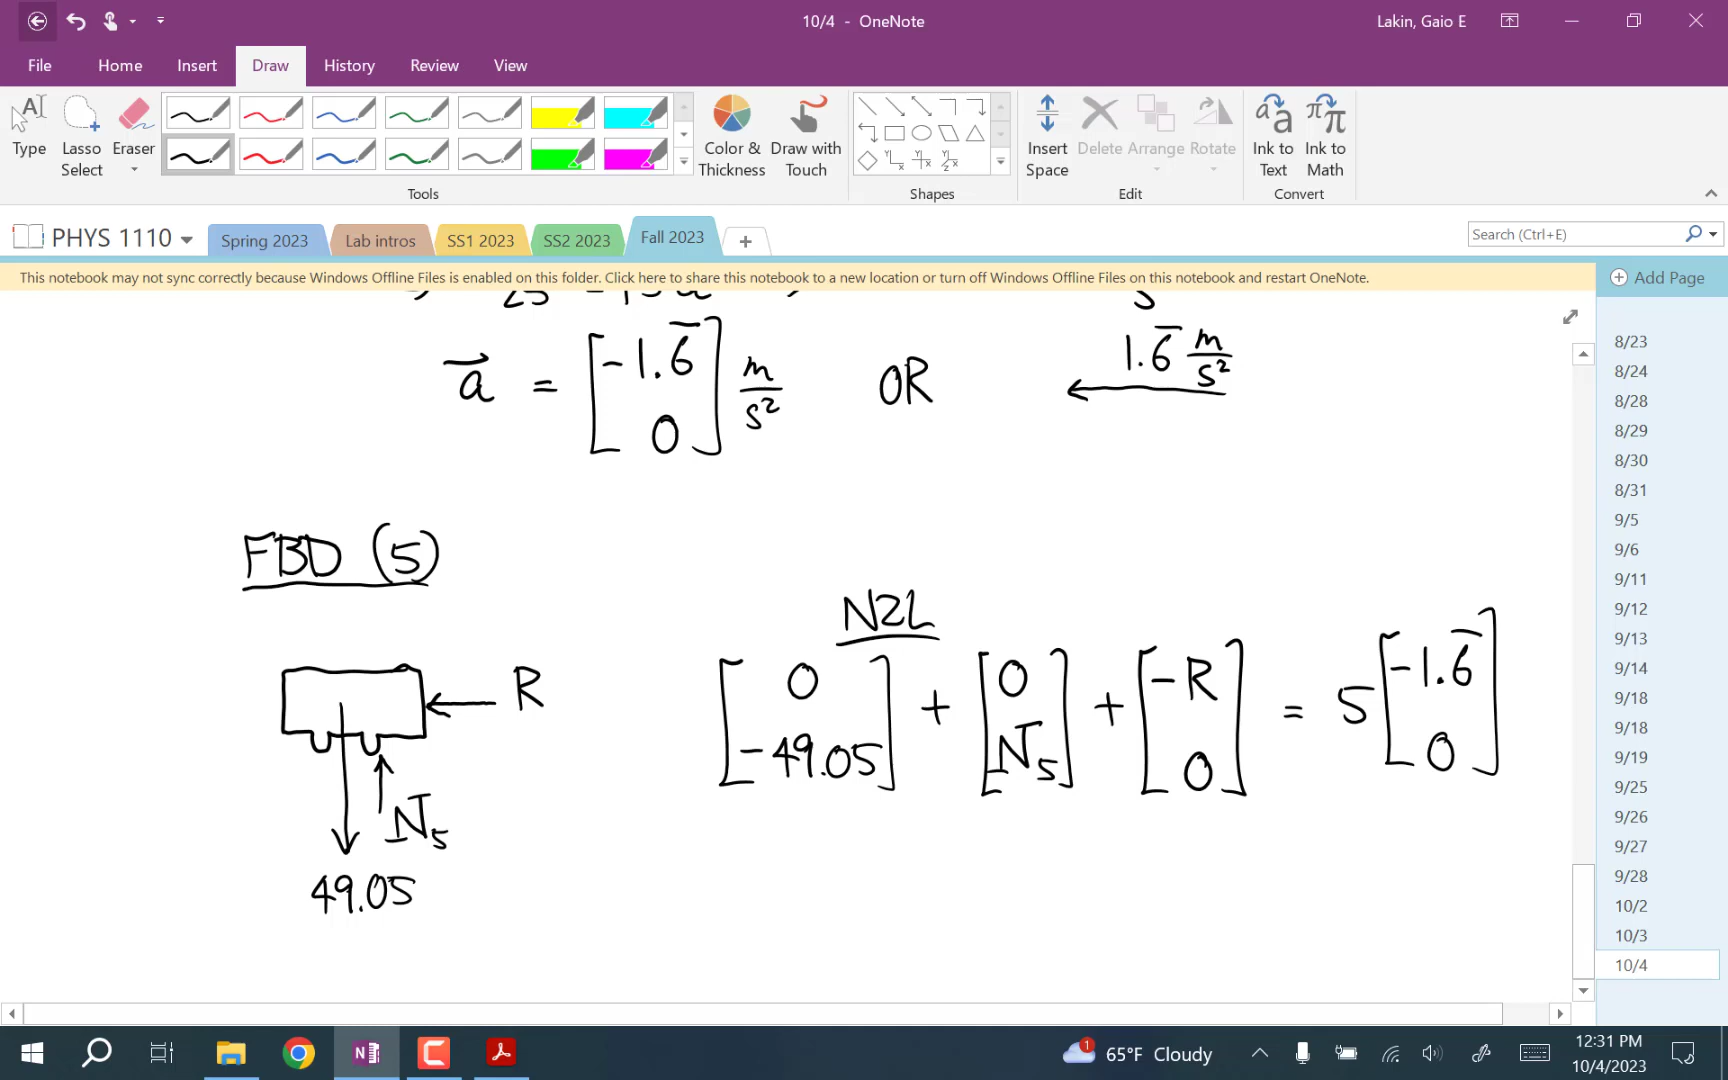 10/4 - OneNote
Lakin, Gaio E
File Home Insert Draw History Review View
Type
Lasso Select
Eraser
Color & Thickness
Draw with Touch
Insert Space
Delete
Arrange
Rotate
Ink to Text
Ink to Math
Tools
Shapes
Edit
Convert
PHYS 1110
Spring 2023
Lab intros
SS1 2023
SS2 2023
Fall 2023
Search (Ctrl+E)
This notebook may not sync correctly because Windows Offline Files is enabled on this folder. Click here to share this notebook to a new location or turn off Windows Offline Files on this notebook and restart OneNote.
Add Page
8/23
8/24
8/28
8/29
8/30
8/31
9/5
9/6
9/11
9/12
9/13
9/14
9/18
9/18
9/19
9/25
9/26
9/27
9/28
10/2
10/3
10/4
a⃗ = [-1.6̅ 0] m/s² OR 1.6̅ m/s²
FBD (5)
R
N₅
49.05
N2L
[0 -49.05] + [0 N₅] + [-R 0] = 5 [-1.6̅ 0]
1
65°F Cloudy
12:31 PM
10/4/2023